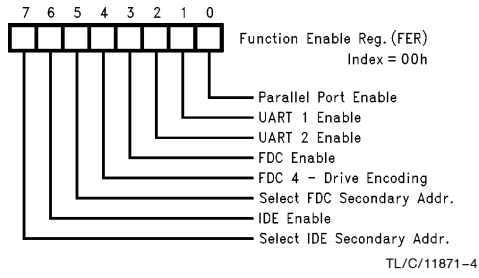 7 6 5 4 3 2 1 0
Function Enable Reg. (FER)
Index = 00h
Parallel Port Enable
UART 1 Enable
UART 2 Enable
FDC Enable
FDC 4 – Drive Encoding
Select FDC Secondary Addr.
IDE Enable
Select IDE Secondary Addr.
TL/C/11871–4